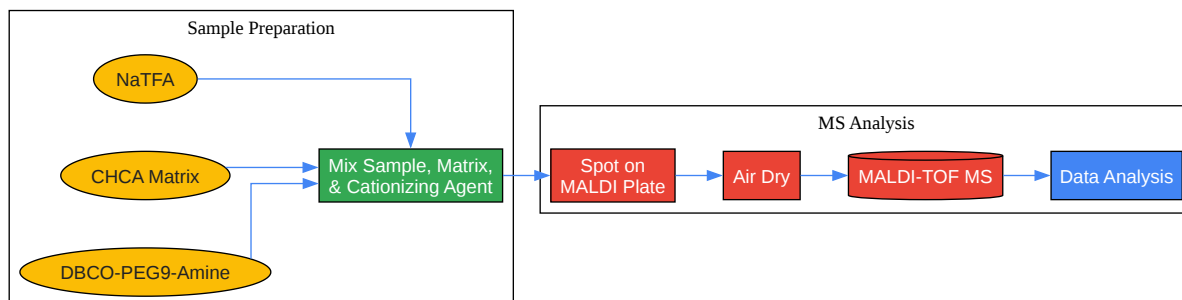 Sample Preparation
NaTFA
CHCA Matrix
DBCO-PEG9-Amine
Mix Sample, Matrix,
& Cationizing Agent
MS Analysis
Spot on
MALDI Plate
Air Dry
MALDI-TOF MS
Data Analysis